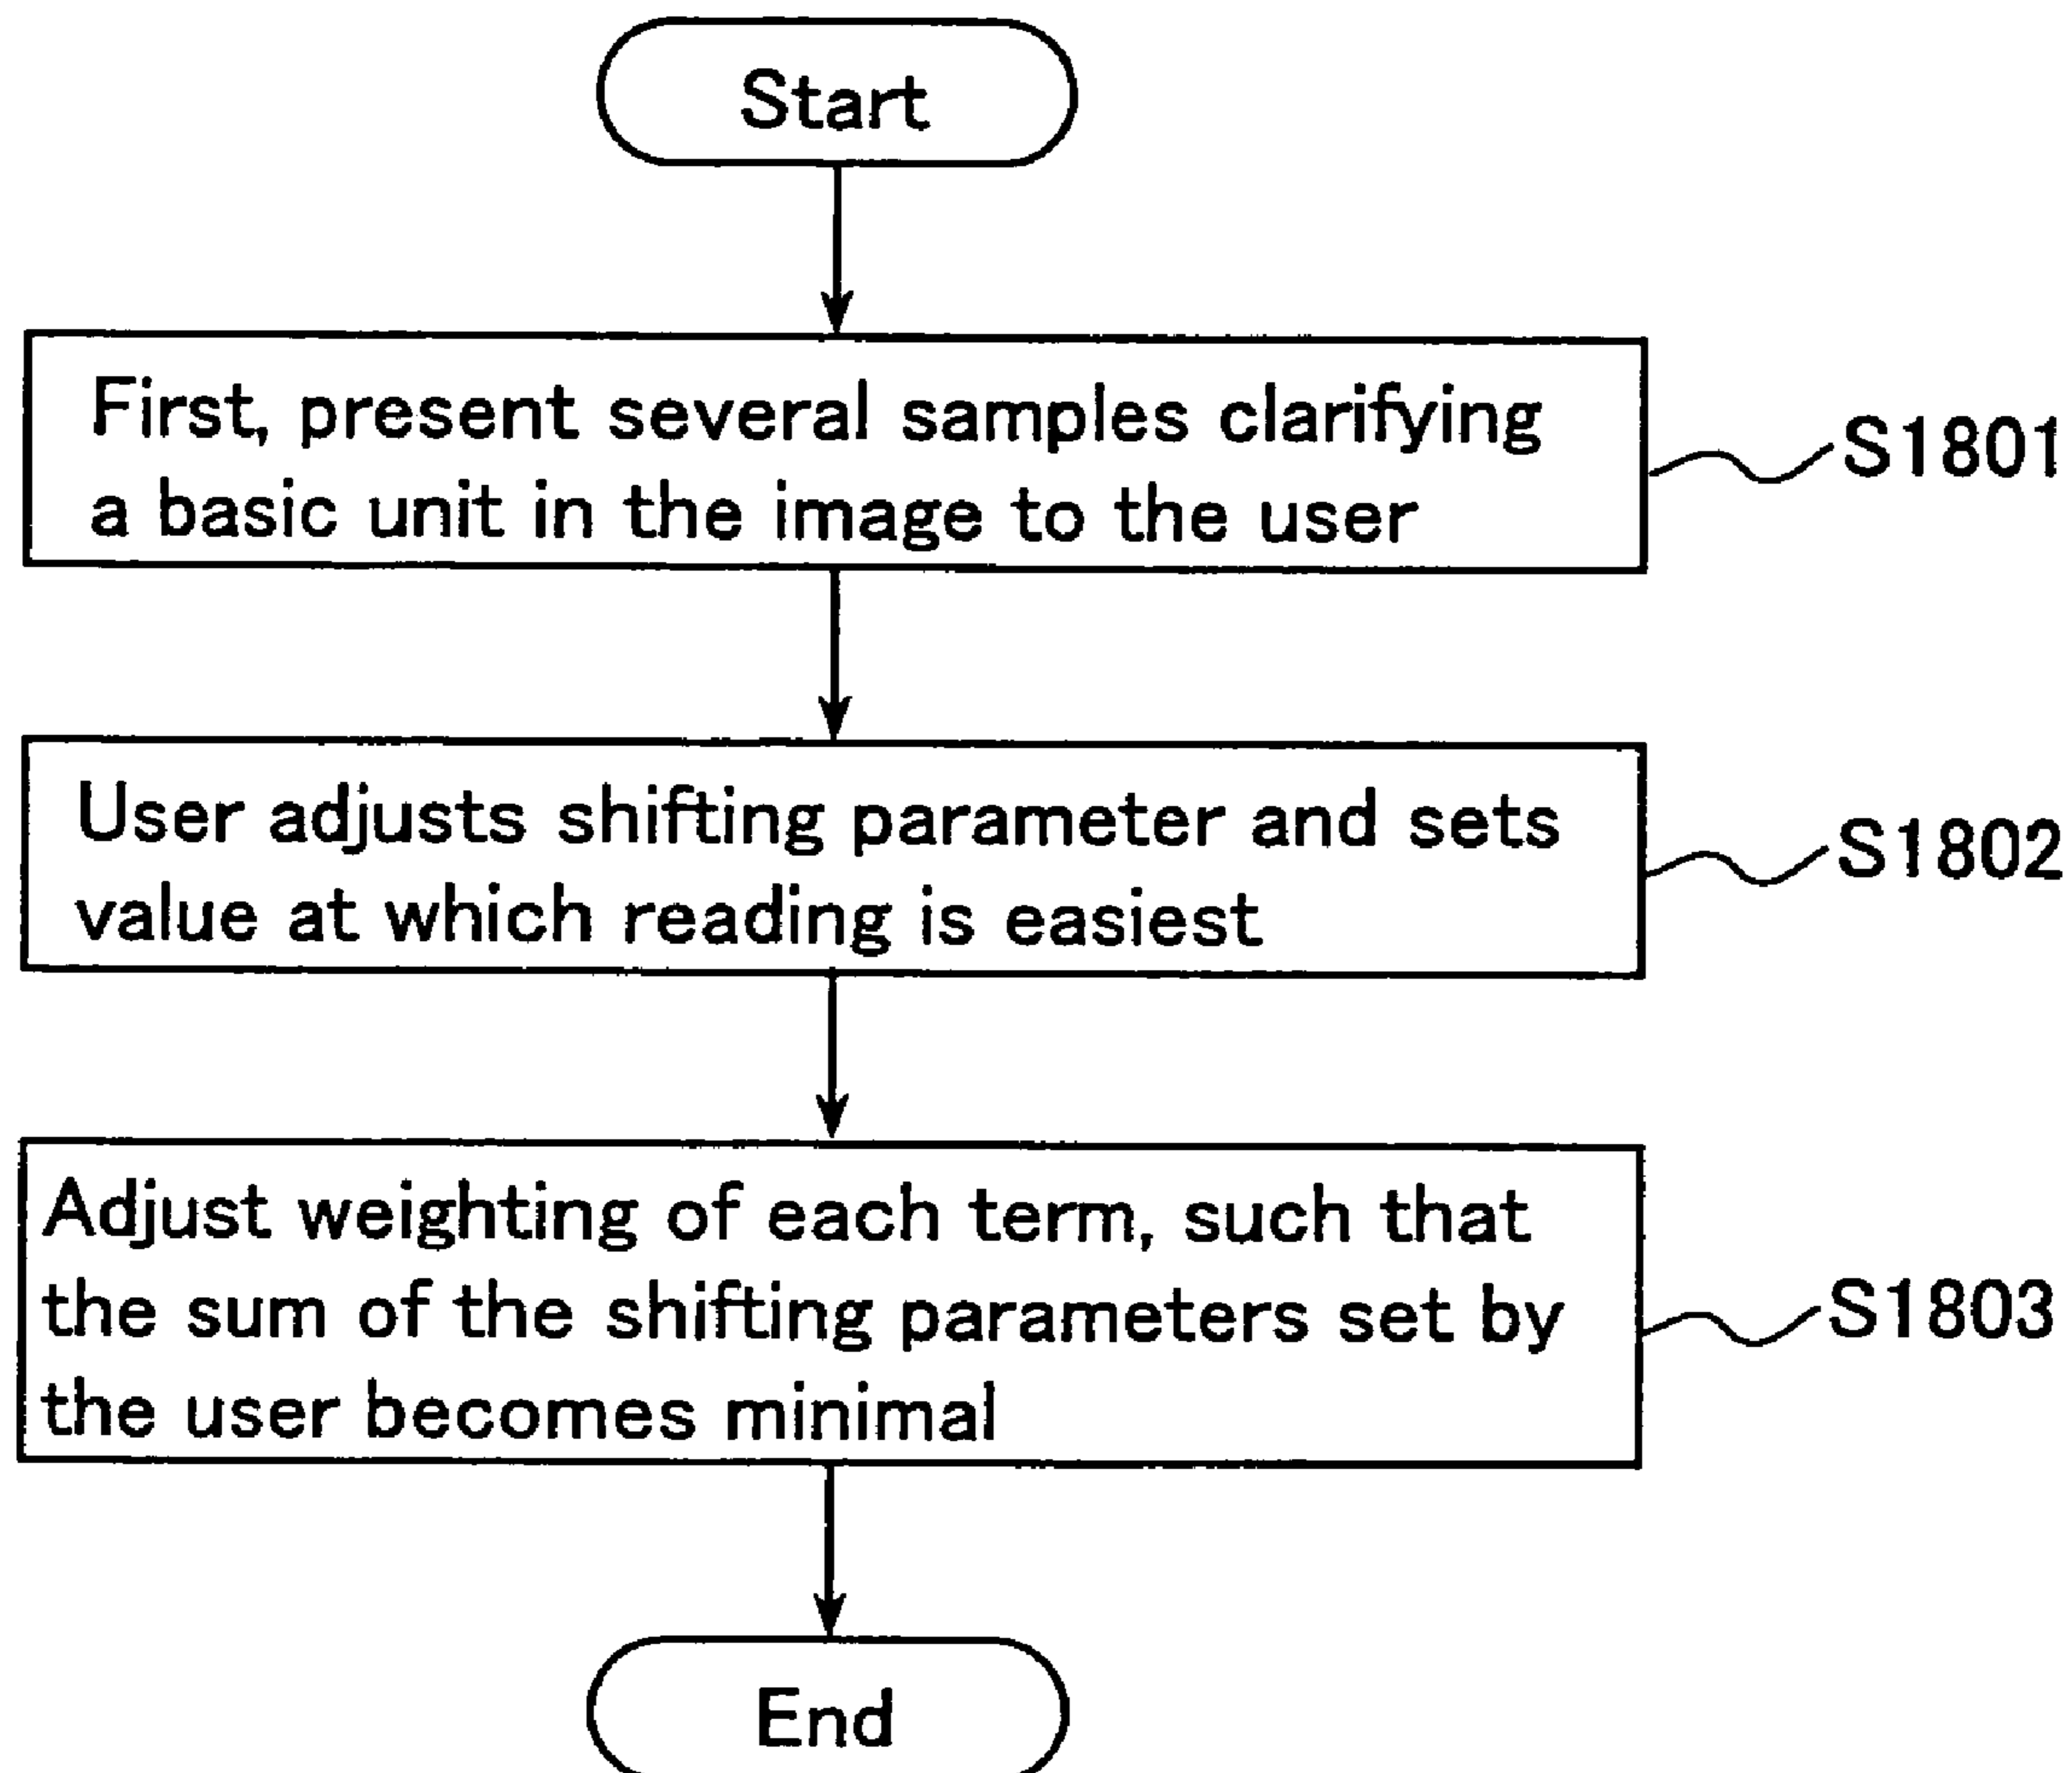 Start
First, present several samples clarifying
a basic unit in the image to the user
S1801
User adjusts shifting parameter and sets
value at which reading is easiest
S1802
Adjust weighting of each term, such that
the sum of the shifting parameters set by
the user becomes minimal
S1803
End